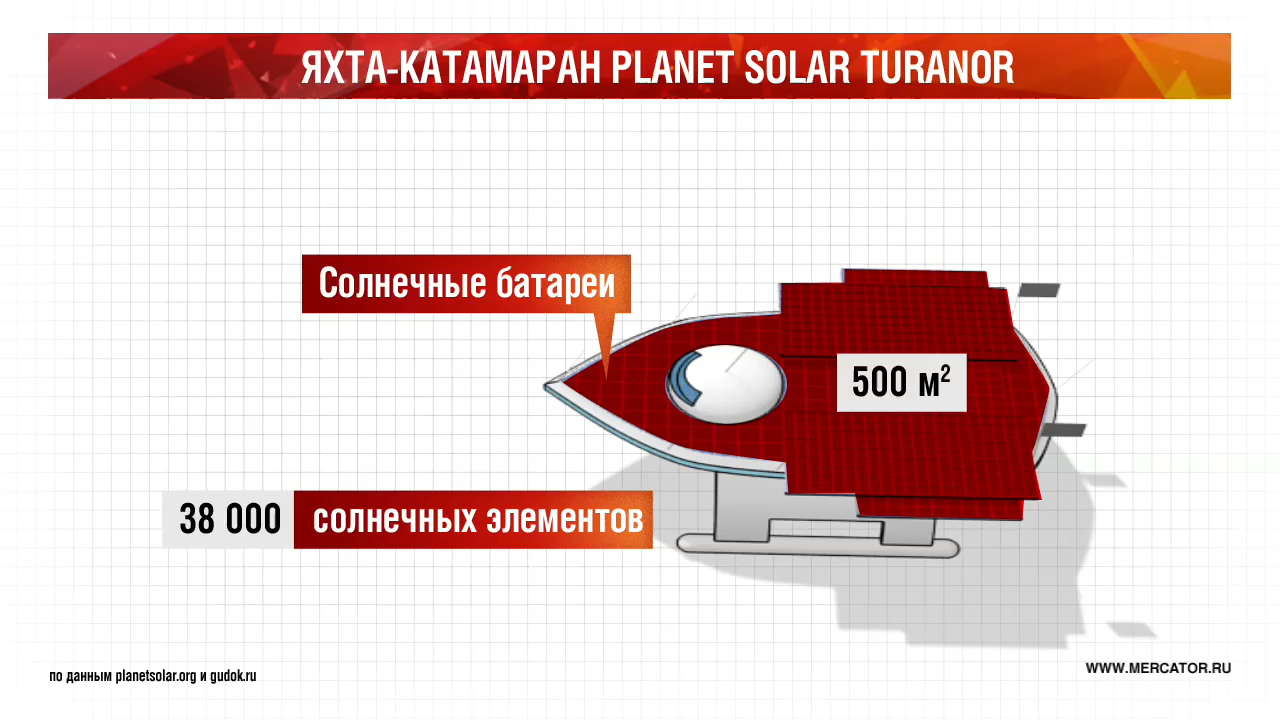 ЯХТА-КАТАМАРАН PLANET SOLAR TURANOR
Солнечные батареи
500 м²
38 000 солнечных элементов
по данным planetsolar.org и gudok.ru
WWW.MERCATOR.RU